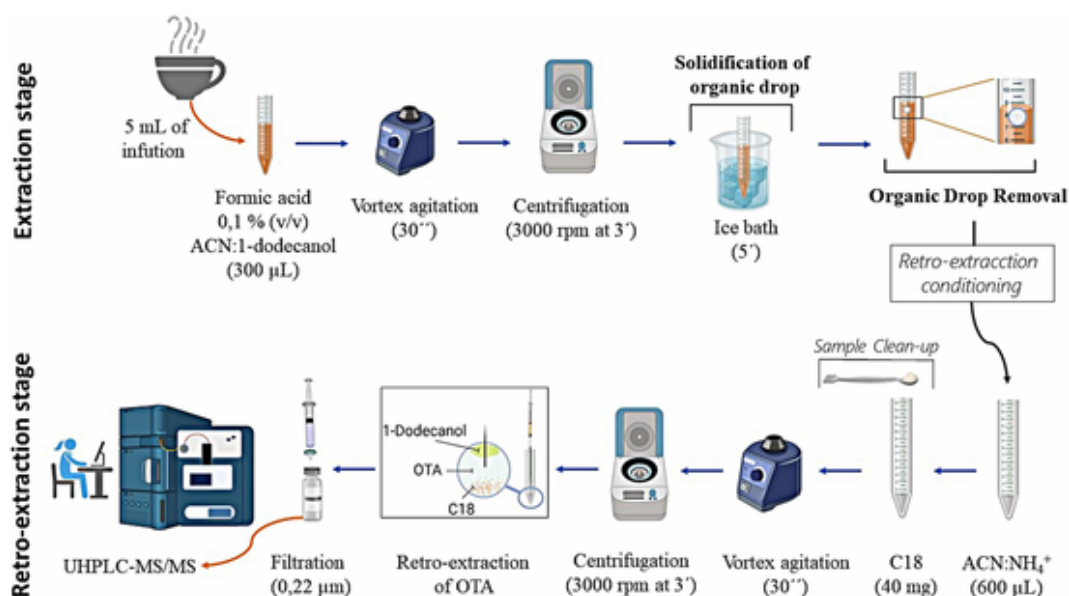 Extraction stage
5 mL of
infution
Formic acid
0,1 % (v/v)
ACN:1-dodecanol
(300 μL)
Vortex agitation
(30´´)
Centrifugation
(3000 rpm at 3´)
Solidification of
organic drop
Ice bath
(5´)
Organic Drop Removal
Retro-extracction
conditioning
Retro-extraction stage
Sample Clean-up
ACN:NH₄⁺
(600 μL)
C18
(40 mg)
Vortex agitation
(30´´)
Centrifugation
(3000 rpm at 3´)
1-Dodecanol
OTA
C18
Retro-extraction
of OTA
Filtration
(0,22 μm)
UHPLC-MS/MS